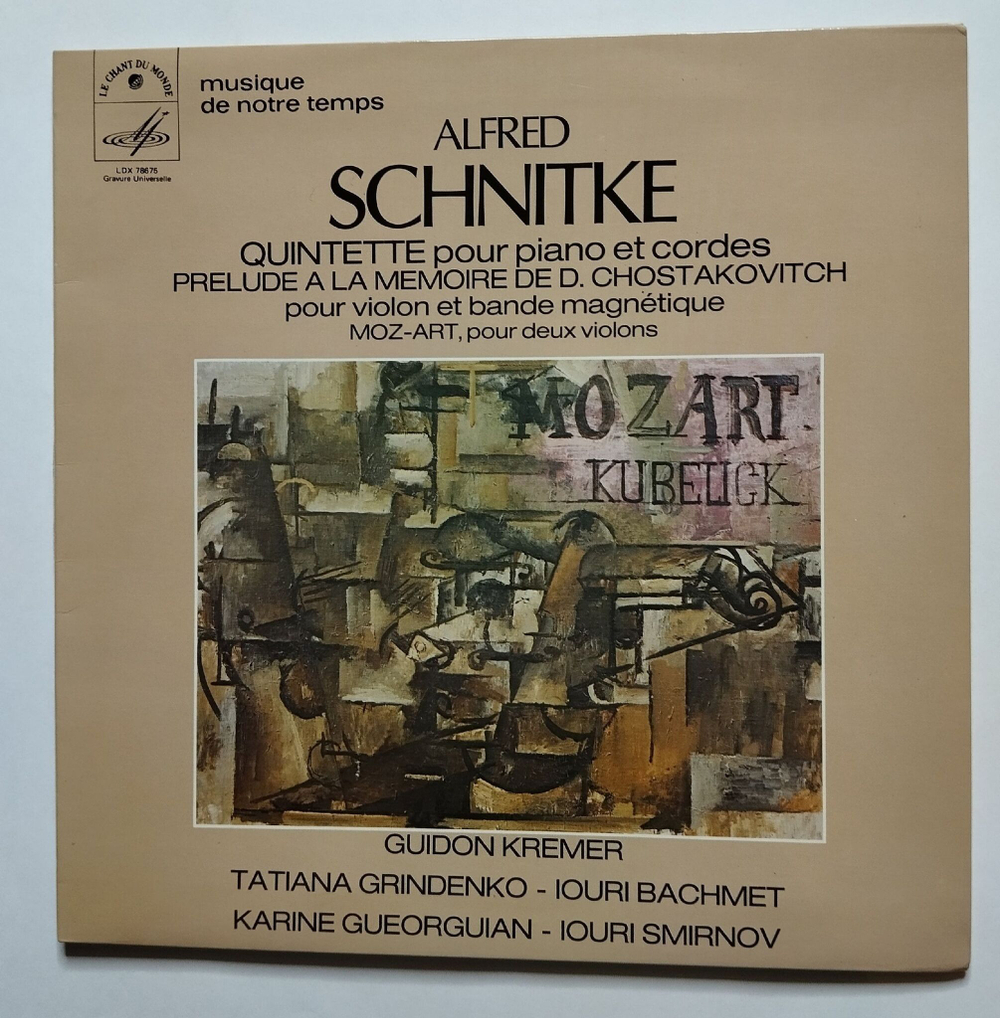 LE CHANT DU MONDE
LDX 78675
Gravure Universelle
musique
de notre temps
ALFRED
SCHNITKE
QUINTETTE pour piano et cordes
PRELUDE A LA MEMOIRE DE D. CHOSTAKOVITCH
pour violon et bande magnétique
MOZ-ART, pour deux violons
MOZART
KUBELICK
GUIDON KREMER
TATIANA GRINDENKO - IOURI BACHMET
KARINE GUEORGUIAN - IOURI SMIRNOV